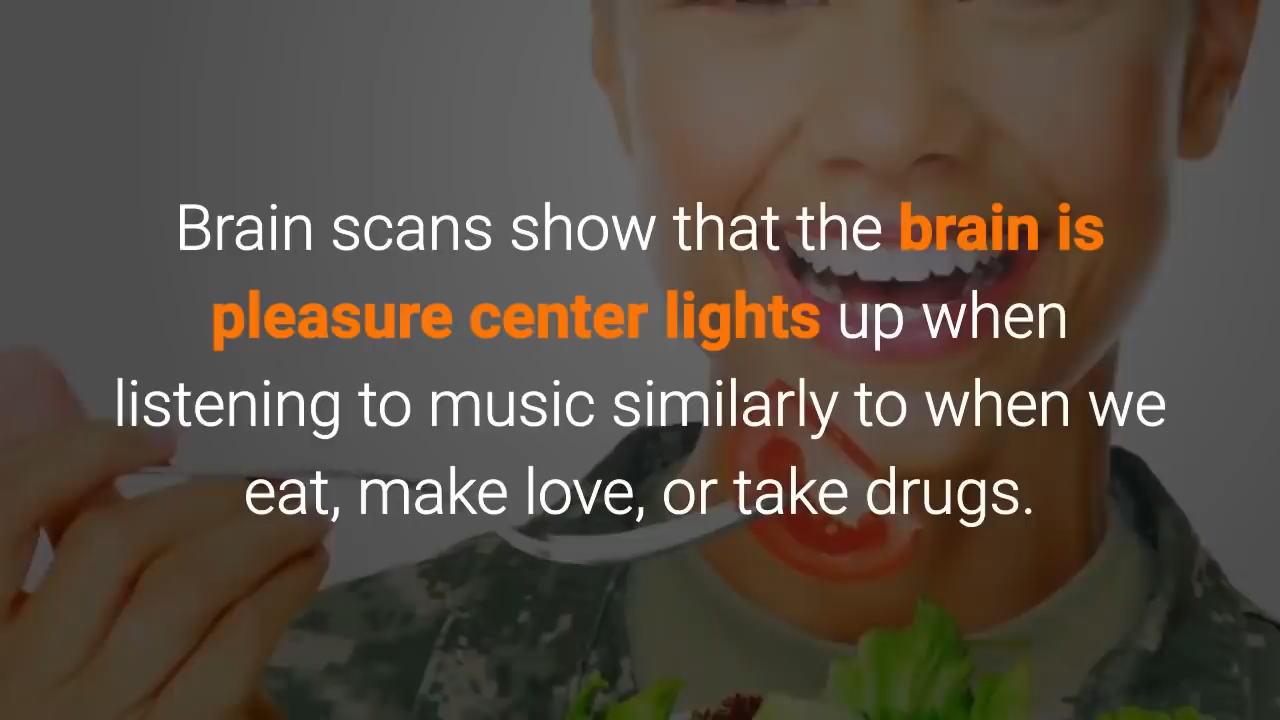 Brain scans show that the brain is
pleasure center lights up when
listening to music similarly to when we
eat, make love, or take drugs.